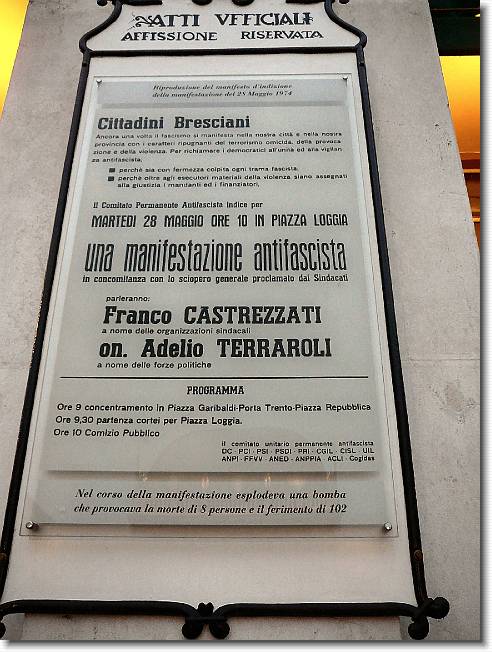 ATTI UFFICIALI
AFFISSIONE RISERVATA
Riproduzione del manifesto d'indizione
della manifestazione del 28 Maggio 1974
Cittadini Bresciani
Ancora una volta il fascismo si manifesta nella nostra città e nella nostra
provincia con i caratteri ripugnanti del terrorismo omicida, della provoca-
zione e della violenza. Per richiamare i democratici all'unità ed alla vigilan-
za antifascista;
■ perchè sia con fermezza colpita ogni trama fascista;
■ perchè oltre agli esecutori materiali della violenza siano assegnati
alla giustizia i mandanti ed i finanziatori,
il Comitato Permanente Antifascista indice per
MARTEDI 28 MAGGIO ORE 10 IN PIAZZA LOGGIA
una manifestazione antifascista
in concomitanza con lo sciopero generale proclamato dai Sindacati
parleranno:
Franco CASTREZZATI
a nome delle organizzazioni sindacali
on. Adelio TERRAROLI
a nome delle forze politiche
PROGRAMMA
Ore 9 concentramento in Piazza Garibaldi-Porta Trento-Piazza Repubblica
Ore 9,30 partenza cortei per Piazza Loggia.
Ore 10 Comizio Pubblico
il comitato unitario permanente antifascista
DC - PCI - PSI - PSDI - PRI - CGIL - CISL - UIL
ANPI - FFVV - ANED - ANPPIA - ACLI - Cogidas
Nel corso della manifestazione esplodeva una bomba
che provocava la morte di 8 persone e il ferimento di 102